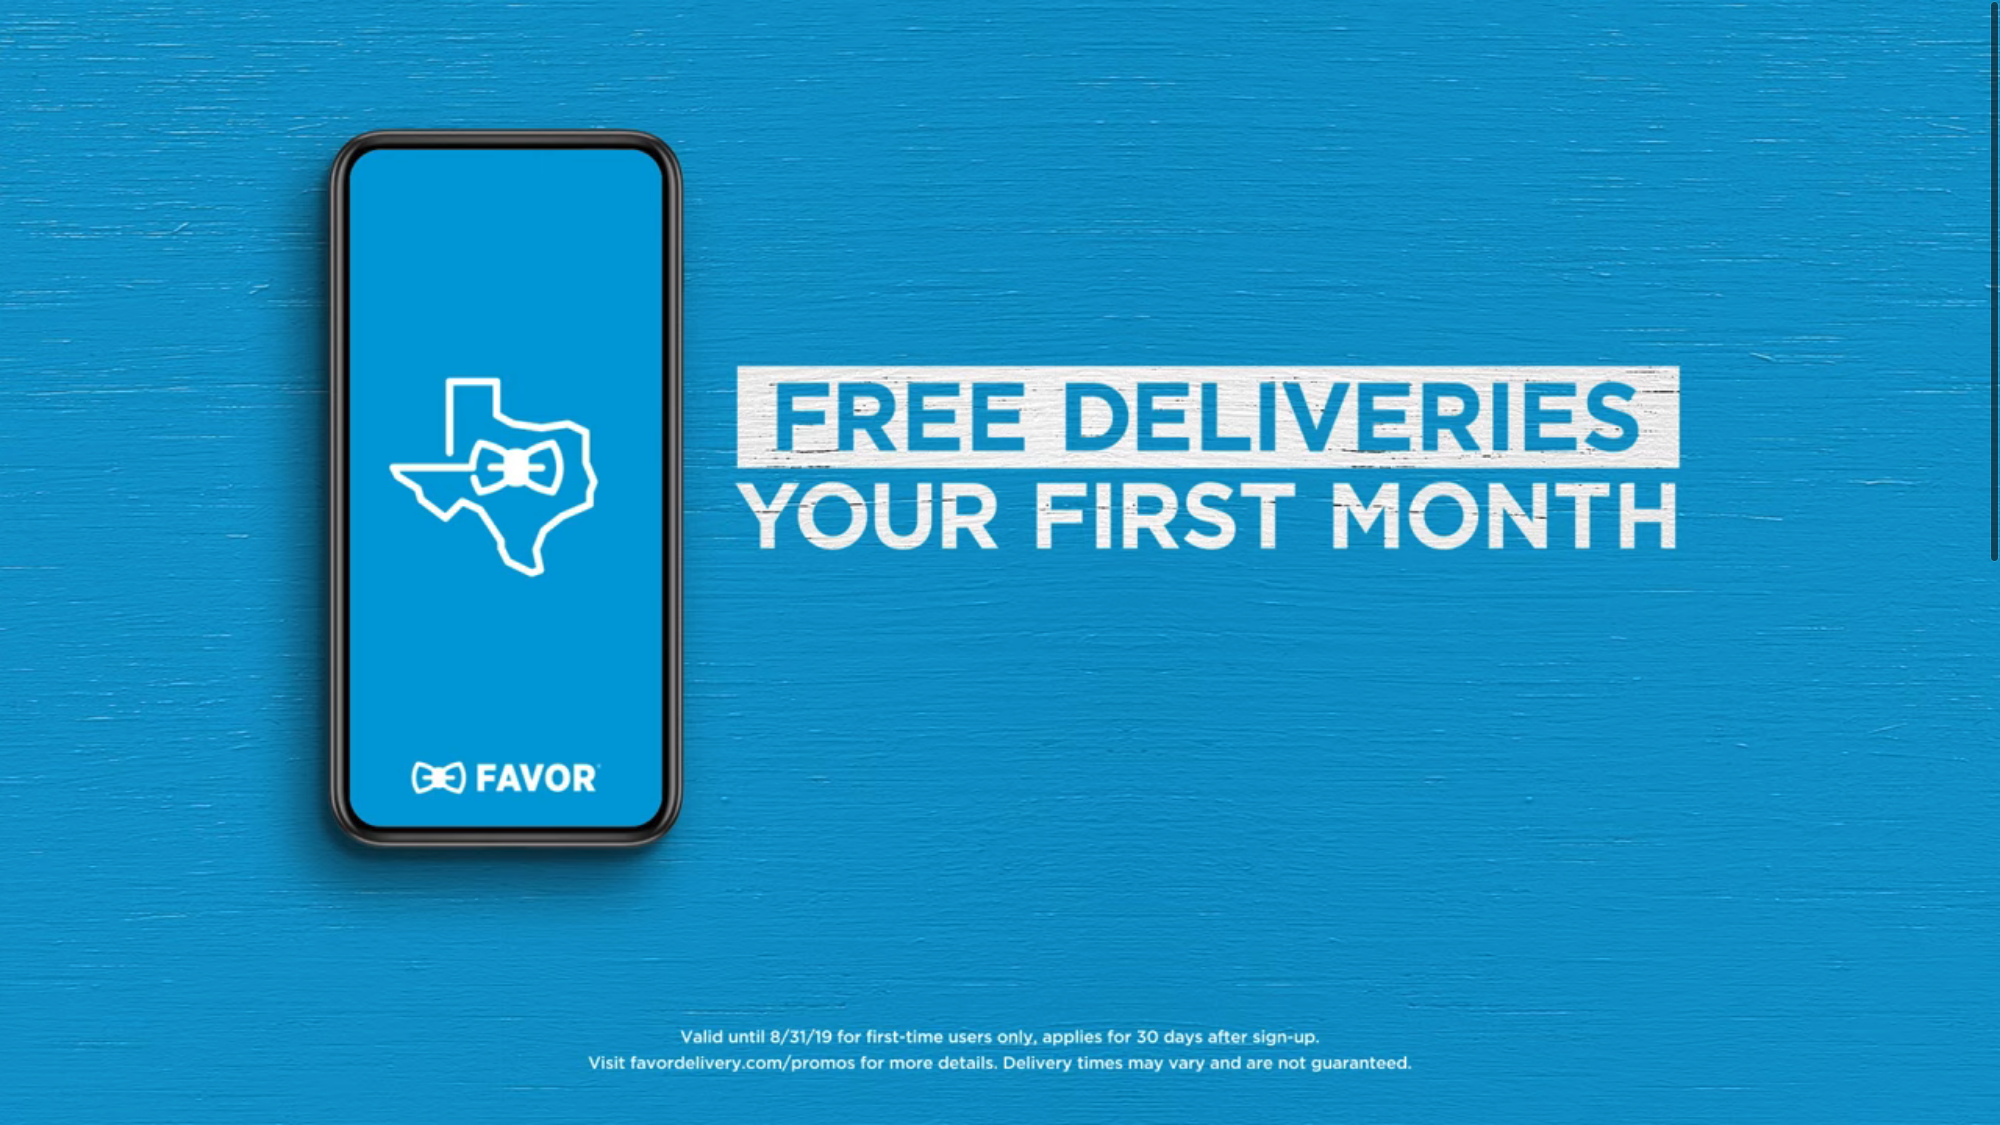 FREE DELIVERIES
YOUR FIRST MONTH
FAVOR
Valid until 8/31/19 for first-time users only, applies for 30 days after sign-up.
Visit favordelivery.com/promos for more details. Delivery times may vary and are not guaranteed.